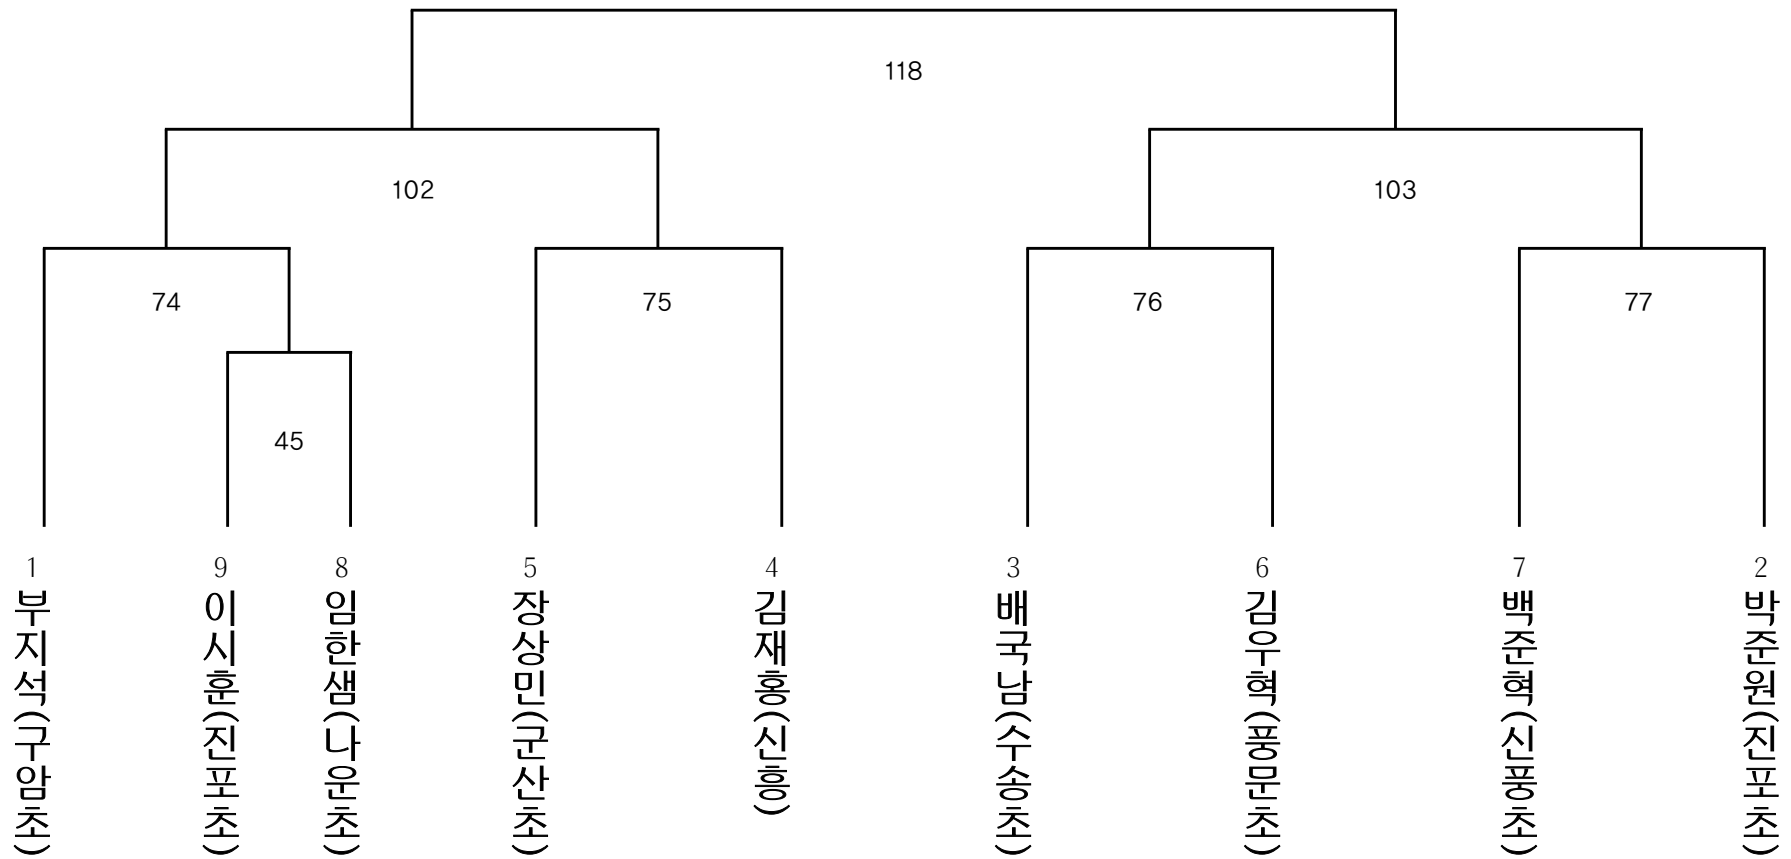 118
102
103
74
75
76
77
45
1
9
8
5
4
3
6
7
2
부지석(구암초)
이시훈(진포초)
임한샘(나운초)
장상민(군산초)
김재홍(신흥)
배국남(수송초)
김우혁(풍문초)
백준혁(신풍초)
박준원(진포초)